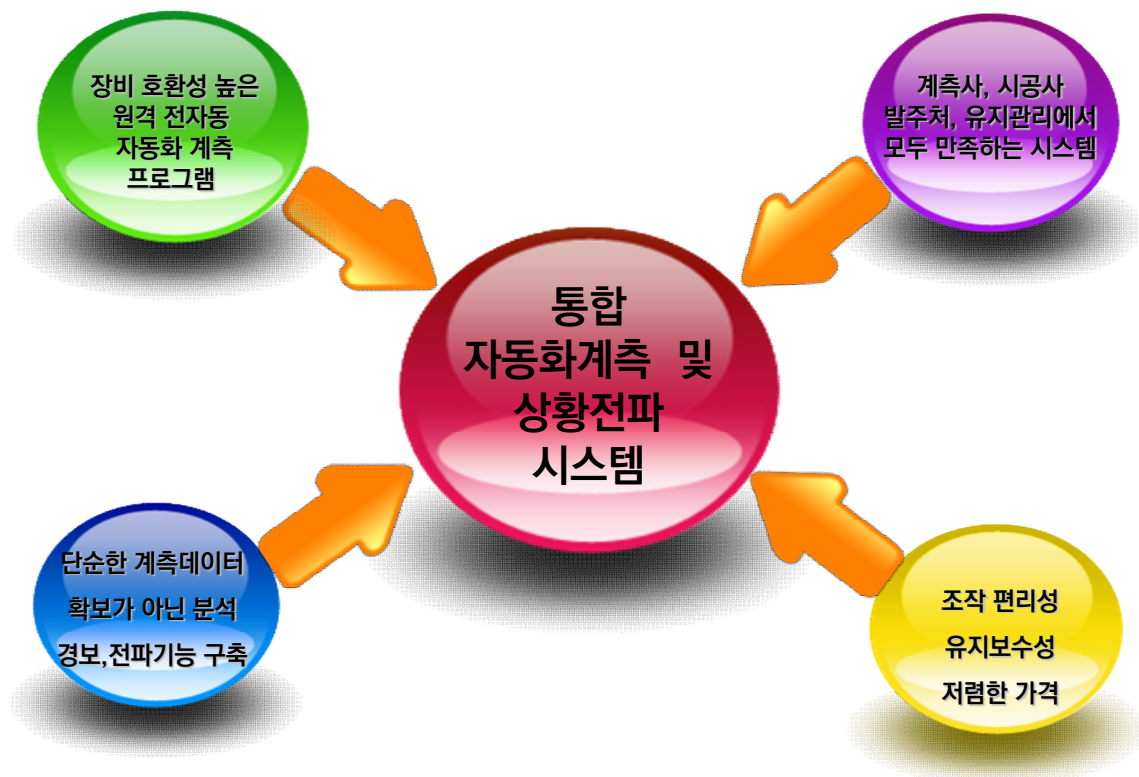 장비 호환성 높은
원격 전자동
자동화 계측
프로그램
계측사, 시공사
발주처, 유지관리에서
모두 만족하는 시스템
통합
자동화계측 및
상황전파
시스템
단순한 계측데이터
확보가 아닌 분석
경보,전파기능 구축
조작 편리성
유지보수성
저렴한 가격